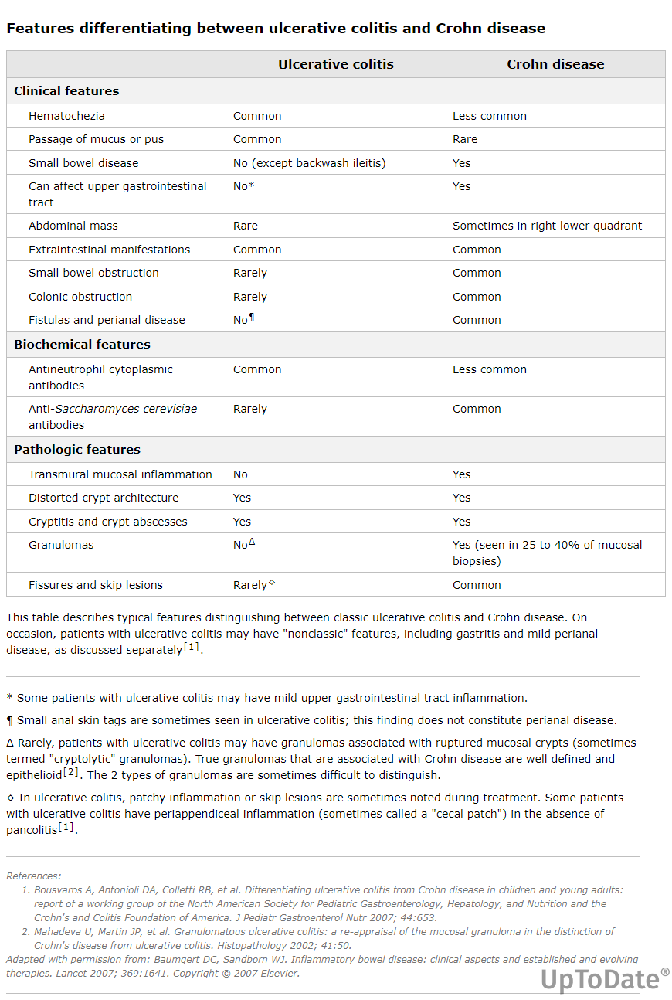 Features differentiating between ulcerative colitis and Crohn disease
Ulcerative colitis Crohn disease
Clinical features
Hematochezia Common Less common
Passage of mucus or pus Common Rare
Small bowel disease No (except backwash ileitis) Yes
Can affect upper gastrointestinal tract No* Yes
Abdominal mass Rare Sometimes in right lower quadrant
Extraintestinal manifestations Common Common
Small bowel obstruction Rarely Common
Colonic obstruction Rarely Common
Fistulas and perianal disease No¶ Common
Biochemical features
Antineutrophil cytoplasmic antibodies Common Less common
Anti-Saccharomyces cerevisiae antibodies Rarely Common
Pathologic features
Transmural mucosal inflammation No Yes
Distorted crypt architecture Yes Yes
Cryptitis and crypt abscesses Yes Yes
Granulomas NoΔ Yes (seen in 25 to 40% of mucosal biopsies)
Fissures and skip lesions Rarely◊ Common
This table describes typical features distinguishing between classic ulcerative colitis and Crohn disease. On
occasion, patients with ulcerative colitis may have "nonclassic" features, including gastritis and mild perianal
disease, as discussed separately[1].
* Some patients with ulcerative colitis may have mild upper gastrointestinal tract inflammation.
¶ Small anal skin tags are sometimes seen in ulcerative colitis; this finding does not constitute perianal disease.
Δ Rarely, patients with ulcerative colitis may have granulomas associated with ruptured mucosal crypts (sometimes
termed "cryptolytic" granulomas). True granulomas that are associated with Crohn disease are well defined and
epithelioid[2]. The 2 types of granulomas are sometimes difficult to distinguish.
◊ In ulcerative colitis, patchy inflammation or skip lesions are sometimes noted during treatment. Some patients
with ulcerative colitis have periappendiceal inflammation (sometimes called a "cecal patch") in the absence of
pancolitis[1].
References:
1. Bousvaros A, Antonioli DA, Colletti RB, et al. Differentiating ulcerative colitis from Crohn disease in children and young adults:
report of a working group of the North American Society for Pediatric Gastroenterology, Hepatology, and Nutrition and the
Crohn's and Colitis Foundation of America. J Pediatr Gastroenterol Nutr 2007; 44:653.
2. Mahadeva U, Martin JP, et al. Granulomatous ulcerative colitis: a re-appraisal of the mucosal granuloma in the distinction of
Crohn's disease from ulcerative colitis. Histopathology 2002; 41:50.
Adapted with permission from: Baumgert DC, Sandborn WJ. Inflammatory bowel disease: clinical aspects and established and evolving
therapies. Lancet 2007; 369:1641. Copyright © 2007 Elsevier.
UpToDate®